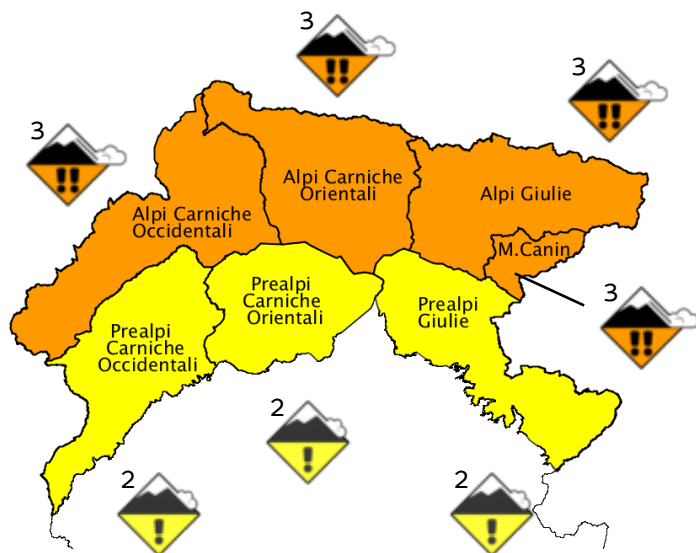 3
3
3
Alpi Carniche
Orientali
Alpi Giulie
Alpi Carniche
Occidentali
M.Canin
Prealpi
Carniche
Orientali
Prealpi
Giulie
3
Prealpi
Carniche
Occidentali
2
2
2